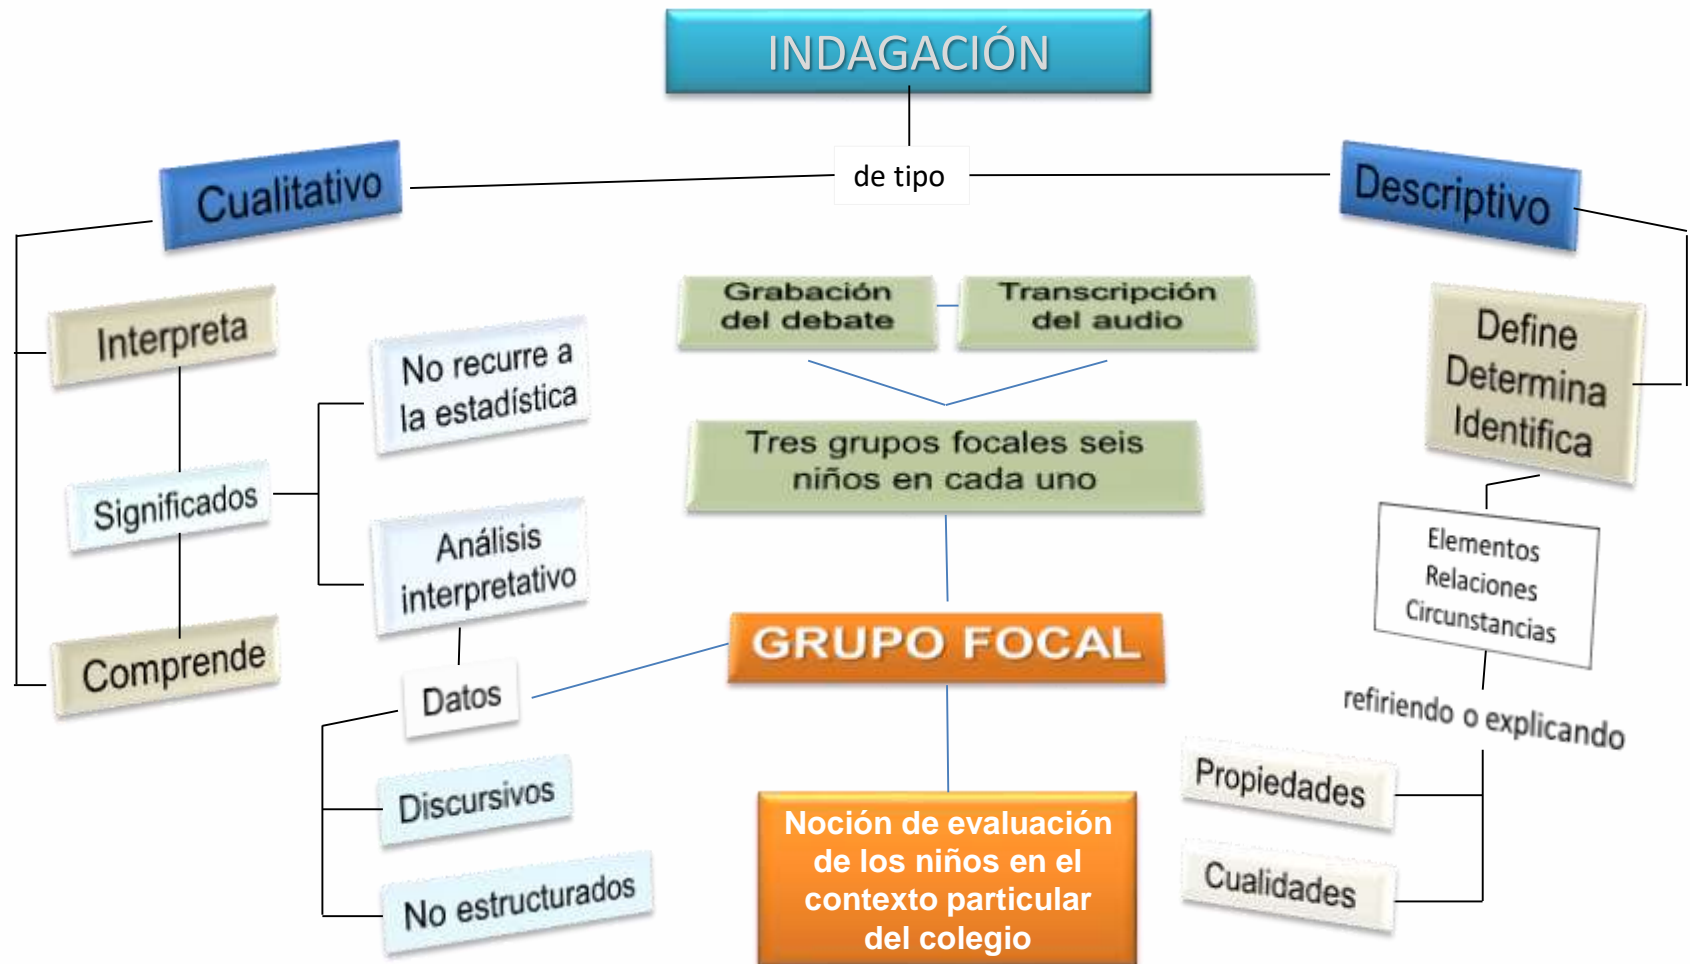 INDAGACIÓN
de tipo
Cualitativo
Descriptivo
Interpreta
Significados
Comprende
No recurre a
la estadística
Análisis
interpretativo
Datos
Discursivos
No estructurados
Grabación
del debate
Transcripción
del audio
Tres grupos focales seis
niños en cada uno
GRUPO FOCAL
Noción de evaluación
de los niños en el
contexto particular
del colegio
Define
Determina
Identifica
Elementos
Relaciones
Circunstancias
refiriendo o explicando
Propiedades
Cualidades